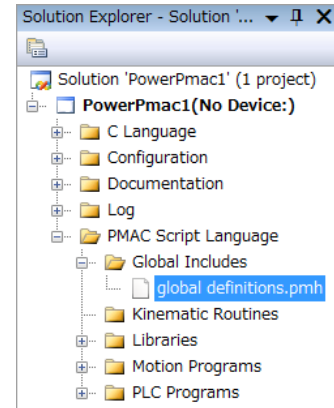 Solution Explorer - Solution '...
Solution 'PowerPmac1' (1 project)
PowerPmac1(No Device:)
C Language
Configuration
Documentation
Log
PMAC Script Language
Global Includes
global definitions.pmh
Kinematic Routines
Libraries
Motion Programs
PLC Programs